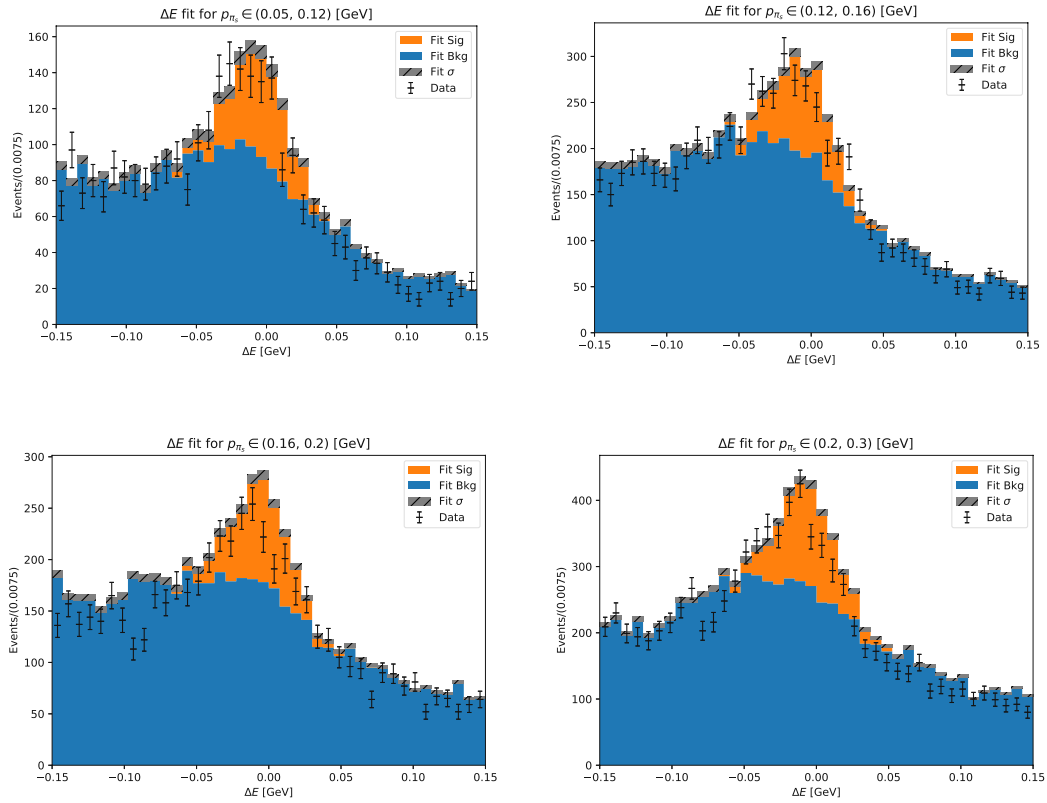 ΔE fit for p_{π_s} ∈ (0.05, 0.12) [GeV]
160
140
120
100
80
60
40
20
0
Events/(0.0075)
Fit Sig
Fit Bkg
Fit σ
Data
−0.15 −0.10 −0.05 0.00 0.05 0.10 0.15
ΔE [GeV]
ΔE fit for p_{π_s} ∈ (0.12, 0.16) [GeV]
300
250
200
150
100
50
0
Events/(0.0075)
Fit Sig
Fit Bkg
Fit σ
Data
−0.15 −0.10 −0.05 0.00 0.05 0.10 0.15
ΔE [GeV]
ΔE fit for p_{π_s} ∈ (0.16, 0.2) [GeV]
300
250
200
150
100
50
0
Events/(0.0075)
Fit Sig
Fit Bkg
Fit σ
Data
−0.15 −0.10 −0.05 0.00 0.05 0.10 0.15
ΔE [GeV]
ΔE fit for p_{π_s} ∈ (0.2, 0.3) [GeV]
400
300
200
100
0
Events/(0.0075)
Fit Sig
Fit Bkg
Fit σ
Data
−0.15 −0.10 −0.05 0.00 0.05 0.10 0.15
ΔE [GeV]